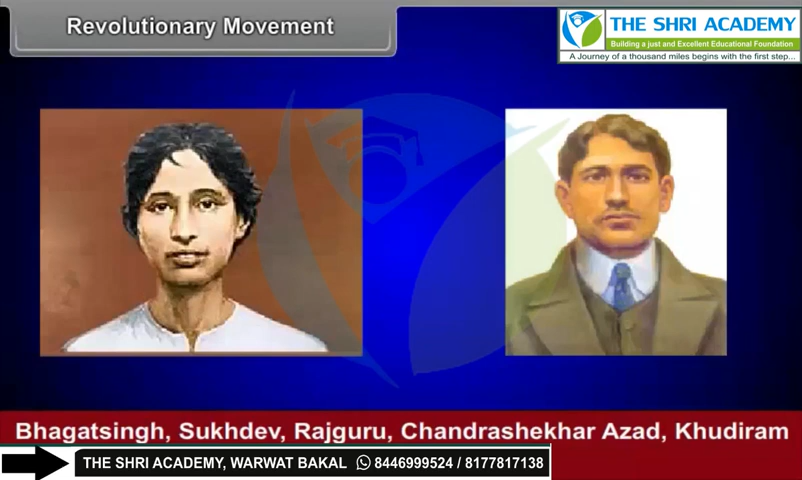 Revolutionary Movement
THE SHRI ACADEMY
Building a just and Excellent Educational Foundation
A Journey of a thousand miles begins with the first step...
Bhagatsingh, Sukhdev, Rajguru, Chandrashekhar Azad, Khudiram
THE SHRI ACADEMY, WARWAT BAKAL 8446999524 / 8177817138